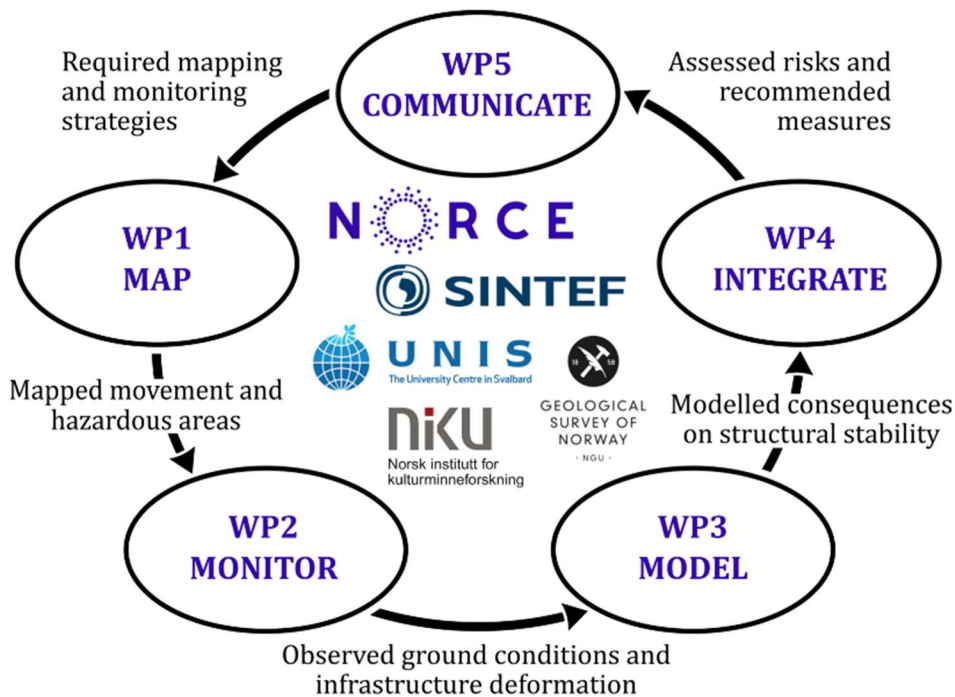 Required mapping
and monitoring
strategies
WP5
COMMUNICATE
Assessed risks and
recommended
measures
WP1
MAP
NORCE
WP4
INTEGRATE
SINTEF
UNIS
The University Centre in Svalbard
18 58
GEOLOGICAL
SURVEY OF
NORWAY
- NGU -
niku
Norsk institutt for
kulturminneforskning
Mapped movement and
hazardous areas
Modelled consequences
on structural stability
WP2
MONITOR
WP3
MODEL
Observed ground conditions and
infrastructure deformation